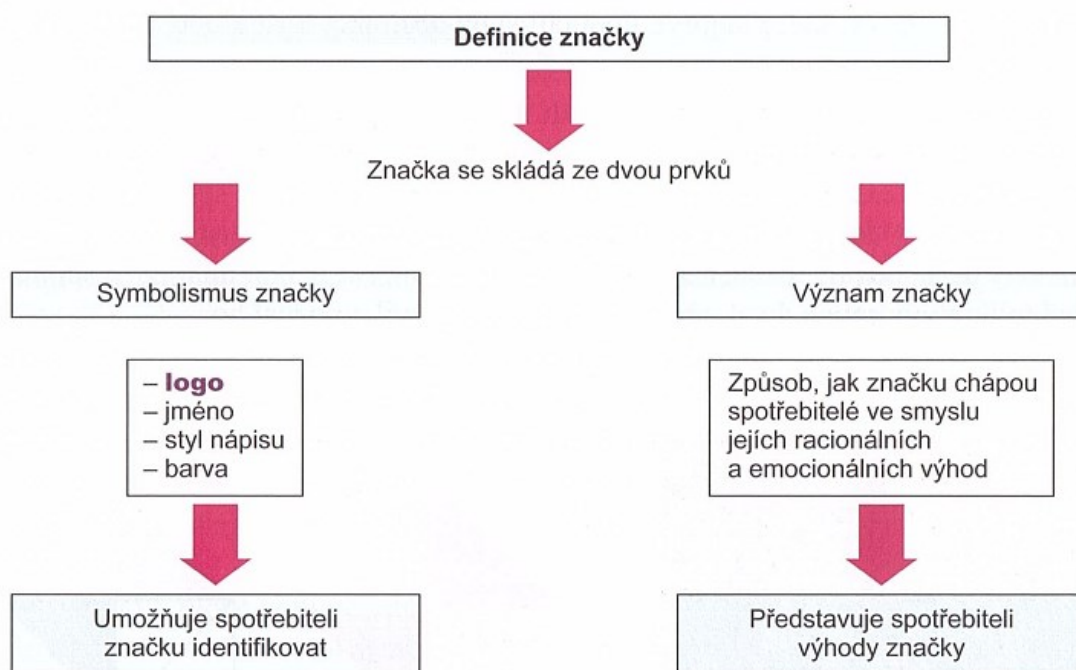 Definice značky
Značka se skládá ze dvou prvků
Symbolismus značky
– logo
– jméno
– styl nápisu
– barva
Umožňuje spotřebiteli
značku identifikovat
Význam značky
Způsob, jak značku chápou
spotřebitelé ve smyslu
jejích racionálních
a emocionálních výhod
Představuje spotřebiteli
výhody značky